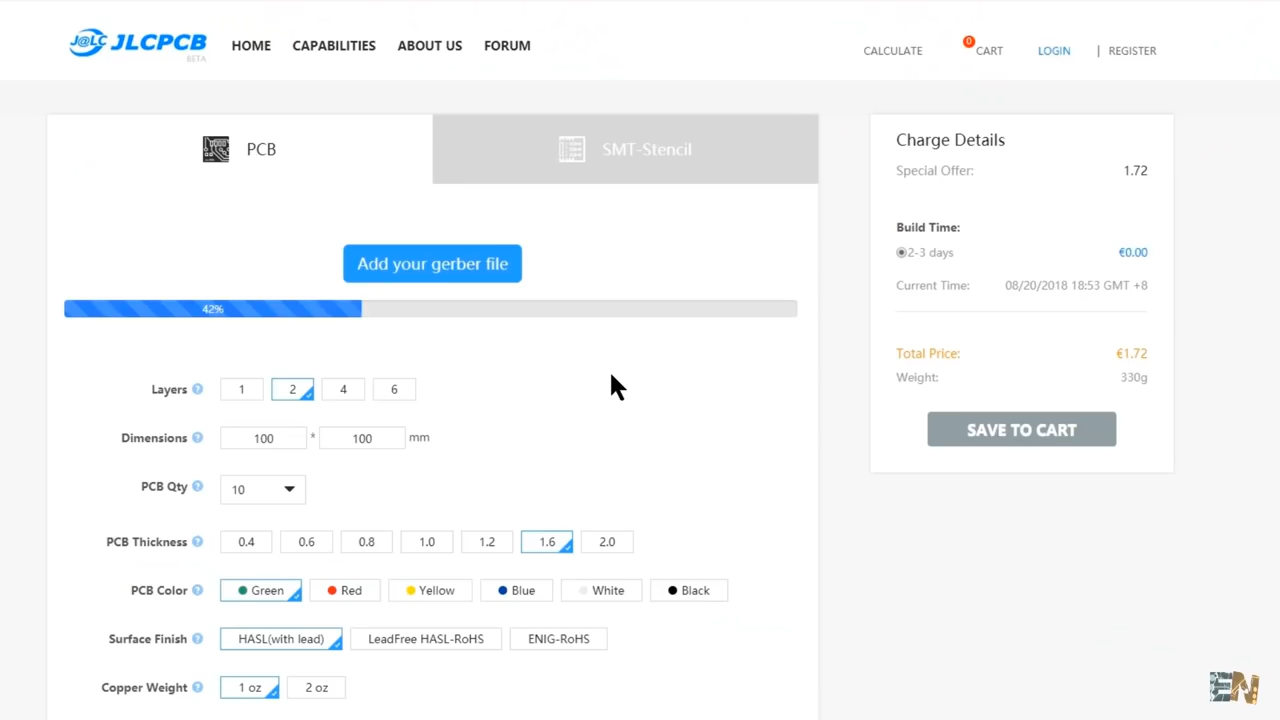 J@LC JLCPCB HOME CAPABILITIES ABOUT US FORUM CALCULATE 0 CART LOGIN | REGISTER
BETA
PCB SMT-Stencil
Add your gerber file
42%
Layers ? 1 2 4 6
Dimensions ? 100 * 100 mm
PCB Qty ? 10
PCB Thickness ? 0.4 0.6 0.8 1.0 1.2 1.6 2.0
PCB Color ? Green Red Yellow Blue White Black
Surface Finish ? HASL(with lead) LeadFree HASL-RoHS ENIG-RoHS
Copper Weight ? 1 oz 2 oz
Charge Details
Special Offer: 1.72
Build Time:
2-3 days €0.00
Current Time: 08/20/2018 18:53 GMT +8
Total Price: €1.72
Weight: 330g
SAVE TO CART
EN